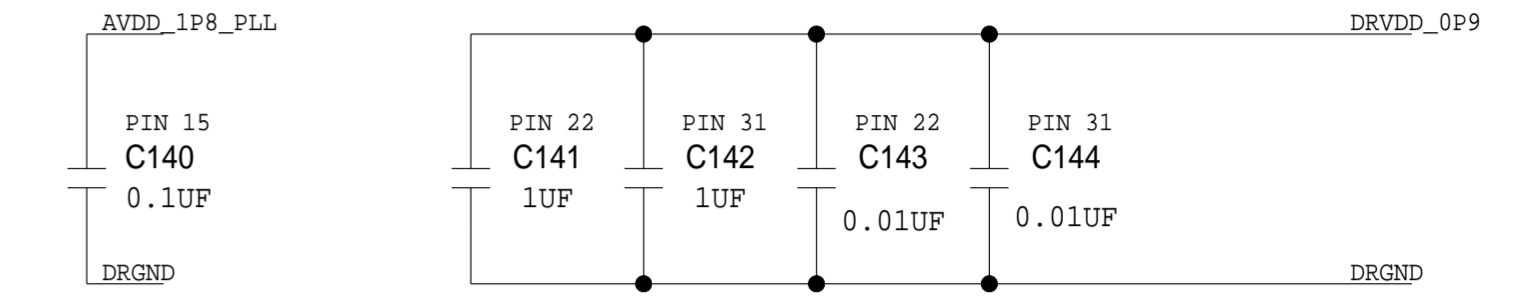 AVDD_1P8_PLL
DRVDD_0P9
PIN 15
C140
0.1UF
PIN 22
C141
1UF
PIN 31
C142
1UF
PIN 22
C143
0.01UF
PIN 31
C144
0.01UF
DRGND
DRGND